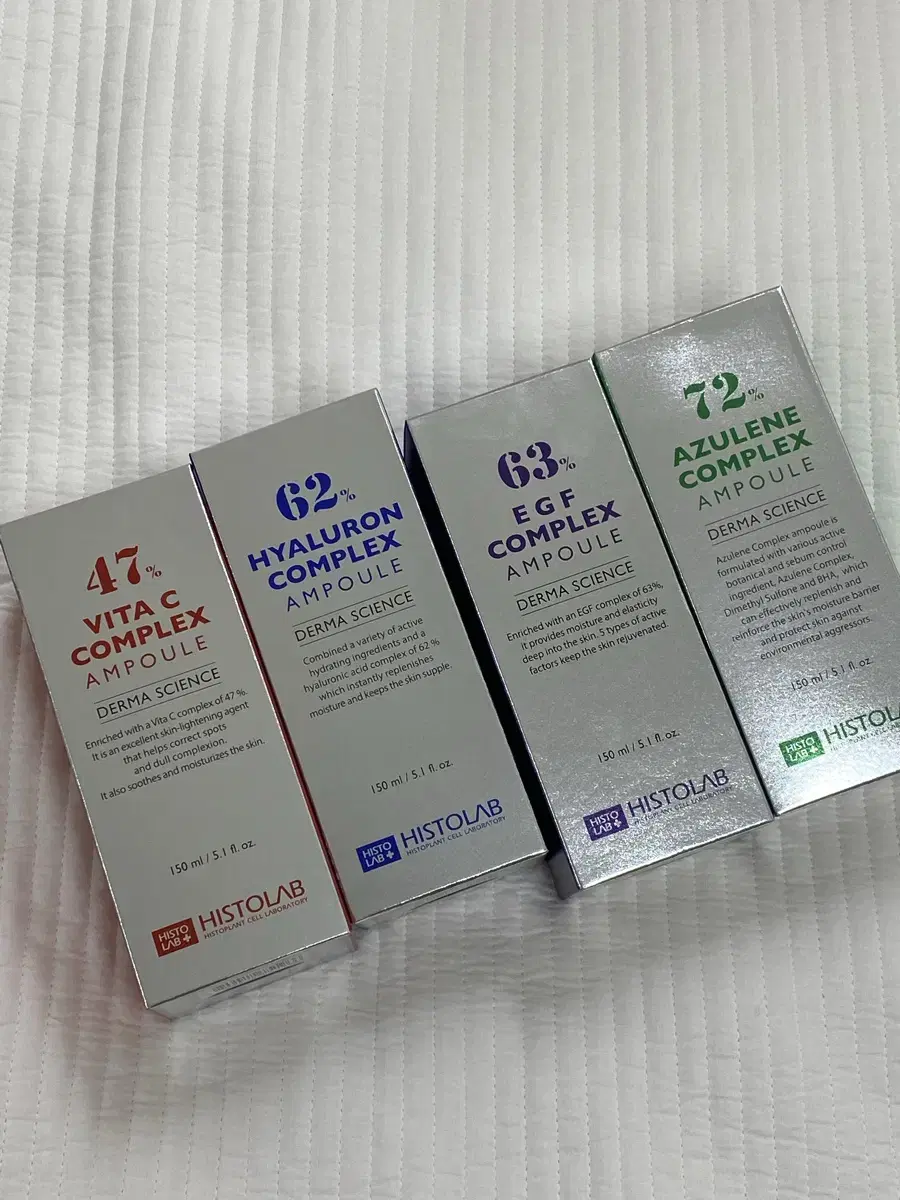 47%
VITA C
COMPLEX
AMPOULE
DERMA SCIENCE
Enriched with a Vita C complex of 47 %.
It is an excellent skin-lightening agent
that helps correct spots
and dull complexion.
It also soothes and moisturizes the skin.
150 ml / 5.1 fl. oz.
HISTO
LAB+
HISTOLAB
HISTOPLANT CELL LABORATORY
62%
HYALURON
COMPLEX
AMPOULE
DERMA SCIENCE
Combined a variety of active
hydrating ingredients and a
hyaluronic acid complex of 62 %
which instantly replenishes
moisture and keeps the skin supple.
150 ml / 5.1 fl. oz.
HISTO
LAB+
HISTOLAB
HISTOPLANT CELL LABORATORY
63%
EGF
COMPLEX
AMPOULE
DERMA SCIENCE
Enriched with an EGF complex of 63%,
it provides moisture and elasticity
deep into the skin. 5 types of active
factors keep the skin rejuvenated.
150 ml / 5.1 fl. oz.
HISTO
LAB+
HISTOLAB
HISTOPLANT CELL LABORATORY
72%
AZULENE
COMPLEX
AMPOULE
DERMA SCIENCE
Azulene Complex ampoule is
formulated with various active
botanical and sebum control
ingredient, Azulene Complex,
Dimethyl Sulfone and BHA, which
can effectively replenish and
reinforce the skin's moisture barrier
and protect skin against
environmental aggressors.
150 ml / 5.1 fl. oz.
HISTO
LAB+
HISTOLA